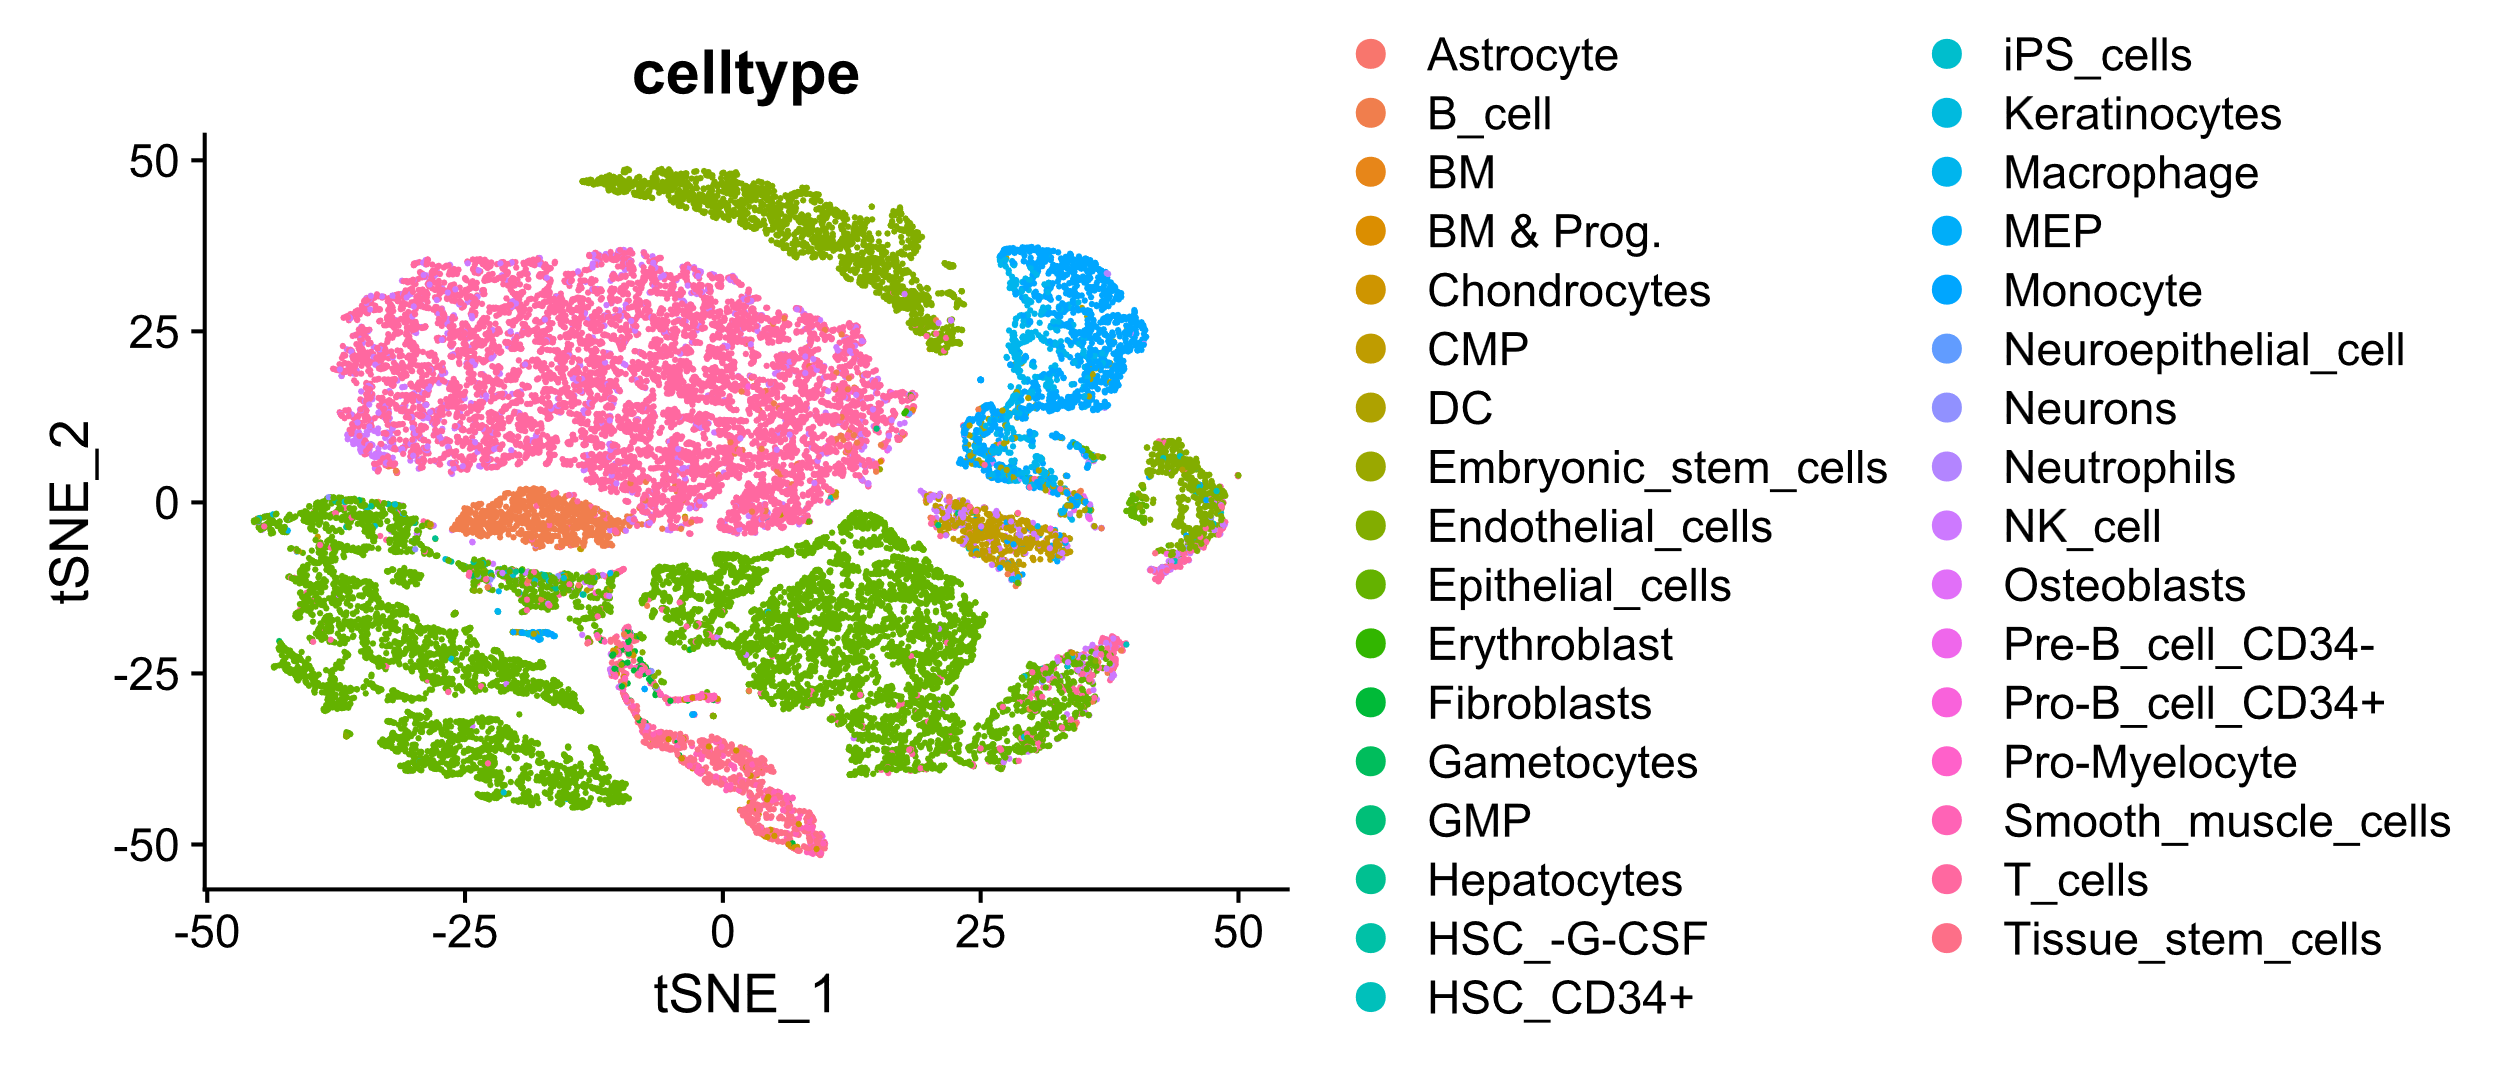 celltype
50
25
0
-25
-50
tSNE_2
-50
-25
0
25
50
tSNE_1
Astrocyte
B_cell
BM
BM & Prog.
Chondrocytes
CMP
DC
Embryonic_stem_cells
Endothelial_cells
Epithelial_cells
Erythroblast
Fibroblasts
Gametocytes
GMP
Hepatocytes
HSC_-G-CSF
HSC_CD34+
iPS_cells
Keratinocytes
Macrophage
MEP
Monocyte
Neuroepithelial_cell
Neurons
Neutrophils
NK_cell
Osteoblasts
Pre-B_cell_CD34-
Pro-B_cell_CD34+
Pro-Myelocyte
Smooth_muscle_cells
T_cells
Tissue_stem_cells